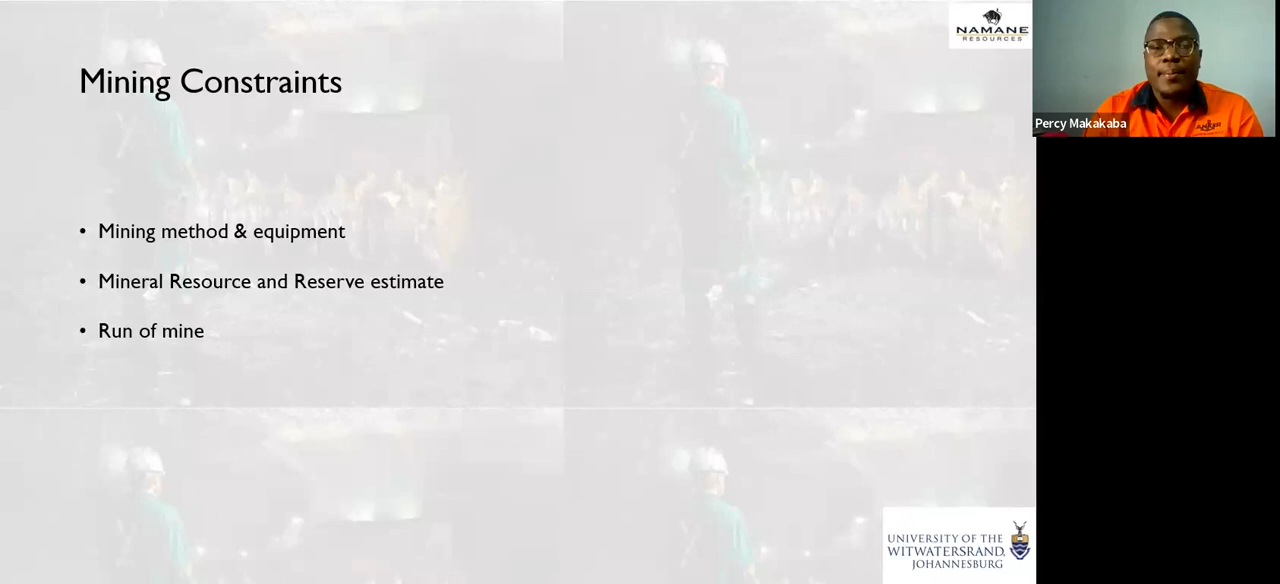 NAMANE
RESOURCES
Mining Constraints
Percy Makakaba
• Mining method & equipment
• Mineral Resource and Reserve estimate
• Run of mine
UNIVERSITY OF THE
WITWATERSRAND,
JOHANNESBURG